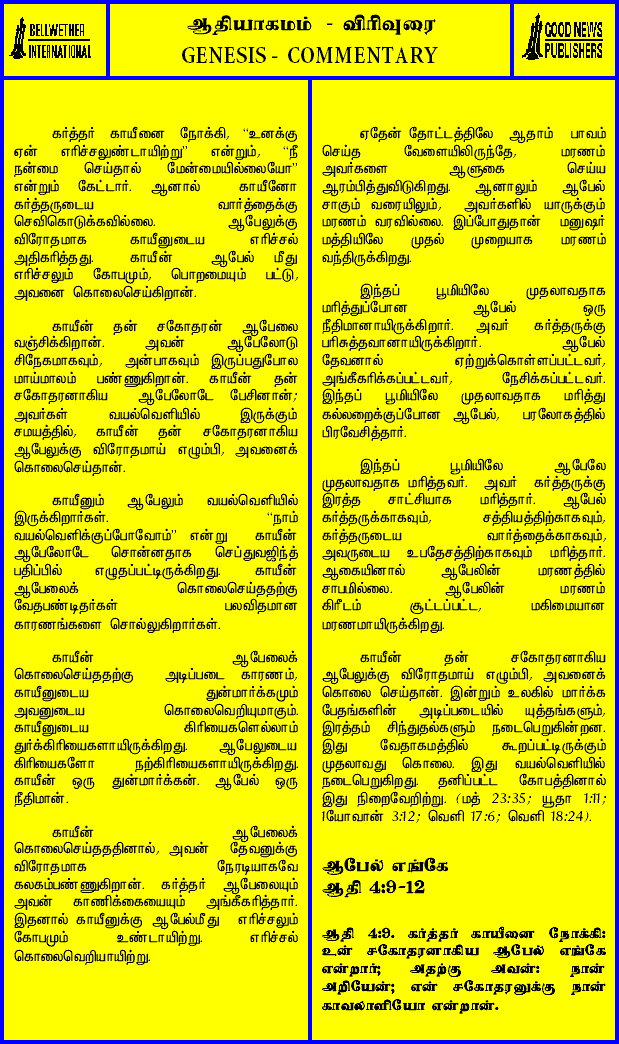 BELLWETHER
INTERNATIONAL
ஆதியாகமம் - விரிவுரை
GENESIS - COMMENTARY
GOOD NEWS
PUBLISHERS
கர்த்தர் காயீனை நோக்கி, “உனக்கு
ஏன் எரிச்சலுண்டாயிற்று” என்றும், “நீ
நன்மை செய்தால் மேன்மையில்லையோ”
என்றும் கேட்டார். ஆனால் காயீனோ
கர்த்தருடைய வார்த்தைக்கு
செவிகொடுக்கவில்லை. ஆபேலுக்கு
விரோதமாக காயீனுடைய எரிச்சல்
அதிகரித்தது. காயீன் ஆபேல் மீது
எரிச்சலும் கோபமும், பொறாமையும் பட்டு,
அவனை கொலைசெய்கிறான்.
காயீன் தன் சகோதரன் ஆபேலை
வஞ்சிக்கிறான். அவன் ஆபேலோடு
சிநேகமாகவும், அன்பாகவும் இருப்பதுபோல
மாய்மாலம் பண்ணுகிறான். காயீன் தன்
சகோதரனாகிய ஆபேலோடே பேசினான்;
அவர்கள் வயல்வெளியில் இருக்கும்
சமயத்தில், காயீன் தன் சகோதரனாகிய
ஆபேலுக்கு விரோதமாய் எழும்பி, அவனைக்
கொலைசெய்தான்.
காயீனும் ஆபேலும் வயல்வெளியில்
இருக்கிறார்கள். “நாம்
வயல்வெளிக்குப்போவோம்” என்று காயீன்
ஆபேலோடே சொன்னதாக செப்துவஜிந்த்
பதிப்பில் எழுதப்பட்டிருக்கிறது. காயீன்
ஆபேலைக் கொலைசெய்ததற்கு
வேதபண்டிதர்கள் பலவிதமான
காரணங்களை சொல்லுகிறார்கள்.
காயீன் ஆபேலைக்
கொலைசெய்ததற்கு அடிப்படை காரணம்,
காயீனுடைய துன்மார்க்கமும்
அவனுடைய கொலைவெறியுமாகும்.
காயீனுடைய கிரியைகளெல்லாம்
துர்க்கிரியைகளாயிருக்கிறது. ஆபேலுடைய
கிரியைகளோ நற்கிரியைகளாயிருக்கிறது.
காயீன் ஒரு துன்மார்க்கன். ஆபேல் ஒரு
நீதிமான்.
காயீன் ஆபேலைக்
கொலைசெய்தததினால், அவன் தேவனுக்கு
விரோதமாக நேரடியாகவே
கலகம்பண்ணுகிறான். கர்த்தர் ஆபேலையும்
அவன் காணிக்கையையும் அங்கீகரித்தார்.
இதனால் காயீனுக்கு ஆபேல்மீது எரிச்சலும்
கோபமும் உண்டாயிற்று. எரிச்சல்
கொலைவெறியாயிற்று.
ஏதேன் தோட்டத்திலே ஆதாம் பாவம்
செய்த வேளையிலிருந்தே, மரணம்
அவர்களை ஆளுகை செய்ய
ஆரம்பித்துவிடுகிறது. ஆனாலும் ஆபேல்
சாகும் வரையிலும், அவர்களில் யாருக்கும்
மரணம் வரவில்லை. இப்போதுதான் மனுஷர்
மத்தியிலே முதல் முறையாக மரணம்
வந்திருக்கிறது.
இந்தப் பூமியிலே முதலாவதாக
மரித்துப்போன ஆபேல் ஒரு
நீதிமானாயிருக்கிறார். அவர் கர்த்தருக்கு
பரிசுத்தவானாயிருக்கிறார். ஆபேல்
தேவனால் ஏற்றுக்கொள்ளப்பட்டவர்,
அங்கீகரிக்கப்பட்டவர், நேசிக்கப்பட்டவர்.
இந்தப் பூமியிலே முதலாவதாக மரித்து
கல்லறைக்குப்போன ஆபேல், பரலோகத்தில்
பிரவேசித்தார்.
இந்தப் பூமியிலே ஆபேலே
முதலாவதாக மரித்தவர். அவர் கர்த்தருக்கு
இரத்த சாட்சியாக மரித்தார். ஆபேல்
கர்த்தருக்காகவும், சத்தியத்திற்காகவும்,
கர்த்தருடைய வார்த்தைக்காகவும்,
அவருடைய உபதேசத்திற்காகவும் மரித்தார்.
ஆகையினால் ஆபேலின் மரணத்தில்
சாபமில்லை. ஆபேலின் மரணம்
கிரீடம் சூட்டப்பட்ட, மகிமையான
மரணமாயிருக்கிறது.
காயீன் தன் சகோதரனாகிய
ஆபேலுக்கு விரோதமாய் எழும்பி, அவனைக்
கொலை செய்தான். இன்றும் உலகில் மார்க்க
பேதங்களின் அடிப்படையில் யுத்தங்களும்,
இரத்தம் சிந்துதல்களும் நடைபெறுகின்றன.
இது வேதாகமத்தில் கூறப்பட்டிருக்கும்
முதலாவது கொலை. இது வயல்வெளியில்
நடைபெறுகிறது. தனிப்பட்ட கோபத்தினால்
இது நிறைவேறிற்று. (மத் 23:35; யூதா 1:11;
1யோவான் 3:12; வெளி 17:6; வெளி 18:24).
ஆபேல் எங்கே
ஆதி 4:9-12
ஆதி 4:9. கர்த்தர் காயீனை நோக்கி:
உன் சகோதரனாகிய ஆபேல் எங்கே
என்றார்; அதற்கு அவன்: நான்
அறியேன்; என் சகோதரனுக்கு நான்
காவலாளியோ என்றான்.